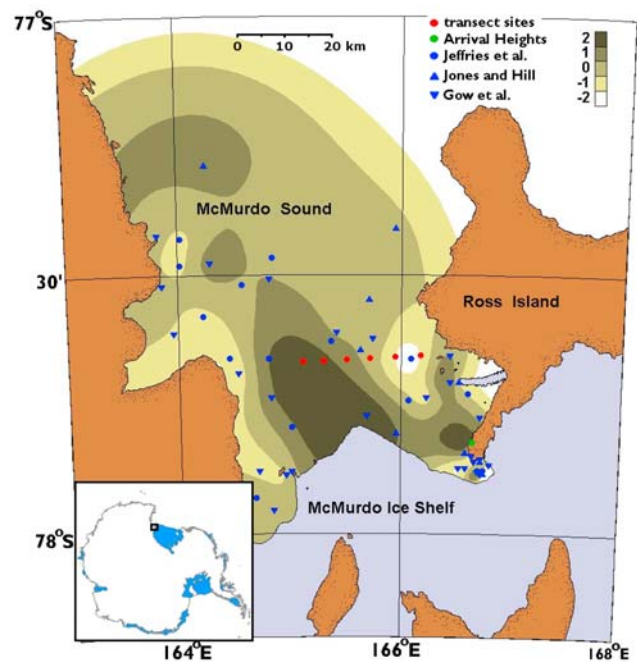 77°S
0 10 20 km
transect sites
Arrival Heights
Jeffries et al.
Jones and Hill
Gow et al.
2
1
0
-1
-2
McMurdo Sound
30'
Ross Island
McMurdo Ice Shelf
78°S
164°E
166°E
168°E